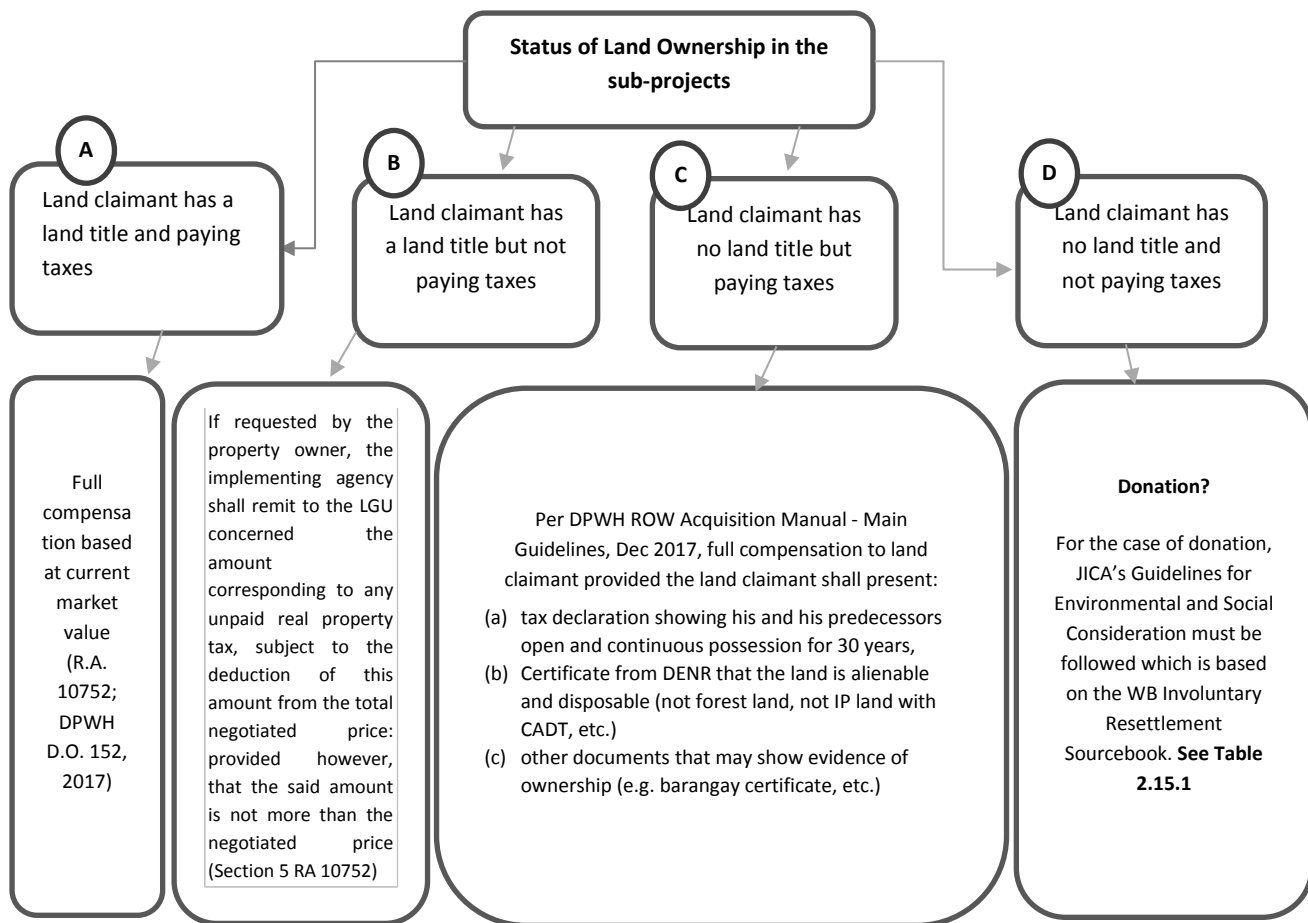 Status of Land Ownership in the
sub-projects
A
Land claimant has a
land title and paying
taxes
B
Land claimant has
a land title but not
paying taxes
C
Land claimant has
no land title but
paying taxes
D
Land claimant has
no land title and
not paying taxes
Full
compensa
tion based
at current
market
value
(R.A.
10752;
DPWH
D.O. 152,
2017)
If requested by the
property owner, the
implementing agency
shall remit to the LGU
concerned the
amount
corresponding to any
unpaid real property
tax, subject to the
deduction of this
amount from the total
negotiated price:
provided however,
that the said amount
is not more than the
negotiated price
(Section 5 RA 10752)
Per DPWH ROW Acquisition Manual - Main
Guidelines, Dec 2017, full compensation to land
claimant provided the land claimant shall present:
(a) tax declaration showing his and his predecessors
open and continuous possession for 30 years,
(b) Certificate from DENR that the land is alienable
and disposable (not forest land, not IP land with
CADT, etc.)
(c) other documents that may show evidence of
ownership (e.g. barangay certificate, etc.)
Donation?
For the case of donation,
JICA's Guidelines for
Environmental and Social
Consideration must be
followed which is based
on the WB Involuntary
Resettlement
Sourcebook. See Table
2.15.1